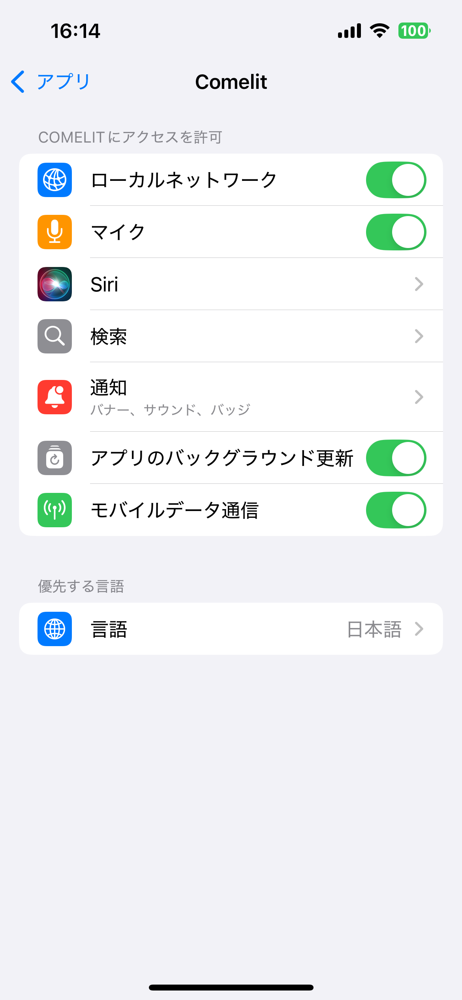 16:14
100
アプリ
Comelit
COMELITにアクセスを許可
ローカルネットワーク
マイク
Siri
検索
通知
バナー、サウンド、バッジ
アプリのバックグラウンド更新
モバイルデータ通信
優先する言語
言語
日本語